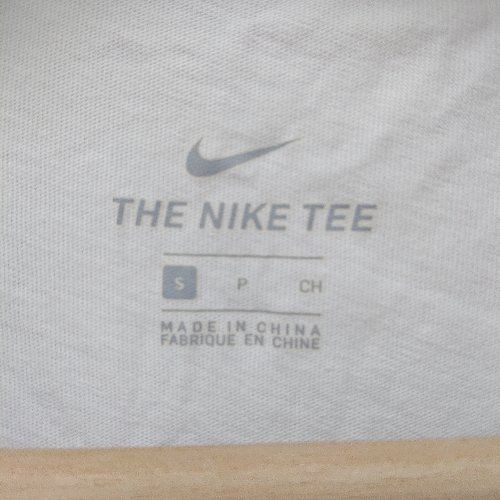 THE NIKE TEE
S P CH
MADE IN CHINA
FABRIQUE EN CHINE